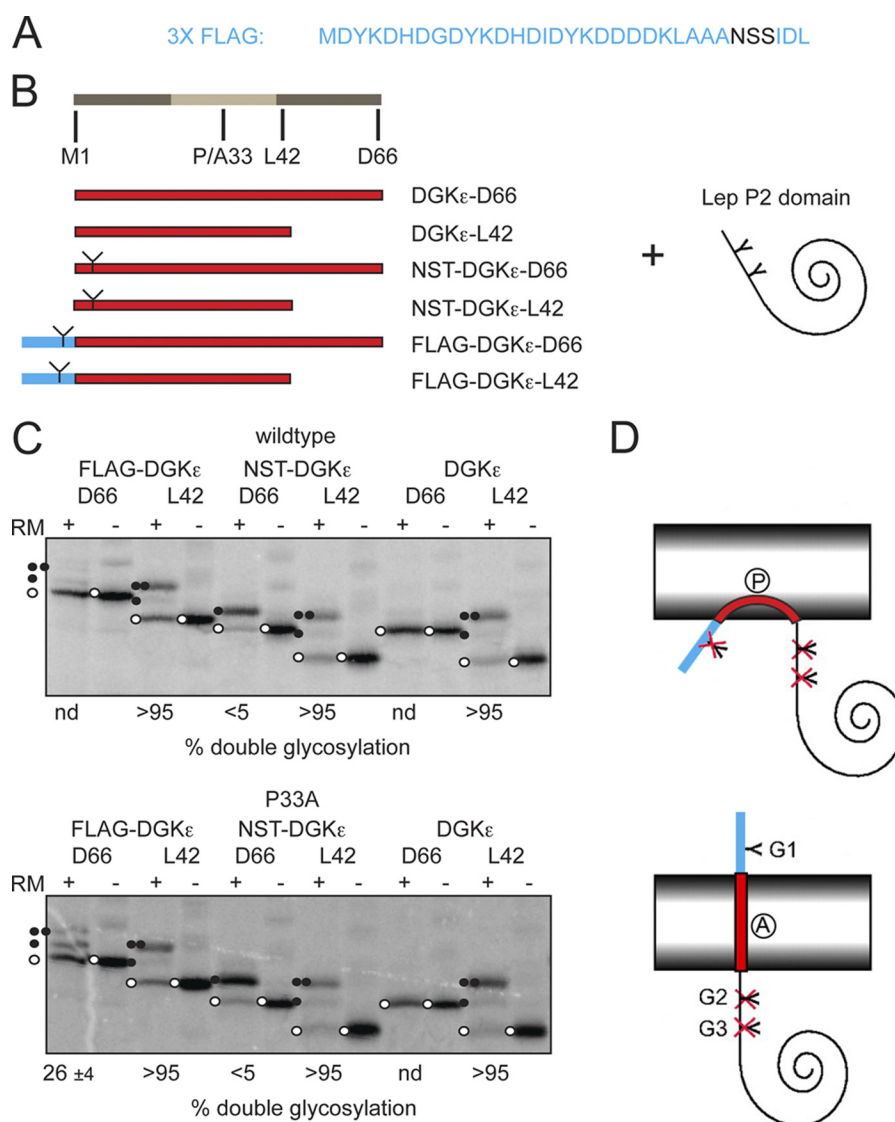 A
3X FLAG: MDYKDHDGDYKDHDIDYKDDDDKLAAANSSIDL
B
M1 P/A33 L42 D66
DGKε-D66
DGKε-L42
NST-DGKε-D66
NST-DGKε-L42
FLAG-DGKε-D66
FLAG-DGKε-L42
+
Lep P2 domain
C
wildtype
FLAG-DGKε NST-DGKε DGKε
D66 L42 D66 L42 D66 L42
RM + - + - + - + - + - + -
nd >95 <5 >95 nd >95
% double glycosylation
P33A
FLAG-DGKε NST-DGKε DGKε
D66 L42 D66 L42 D66 L42
RM + - + - + - + - + - + -
26 ±4 >95 <5 >95 nd >95
% double glycosylation
D
P
G1
A
G2
G3